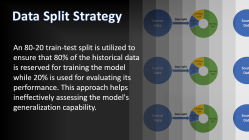 Data Split Strategy
An 80-20 train-test split is utilized to
ensure that 80% of the historical data
is reserved for training the model
while 20% is used for evaluating its
performance. This approach helps
ineffectively assessing the model's
generalization capability.